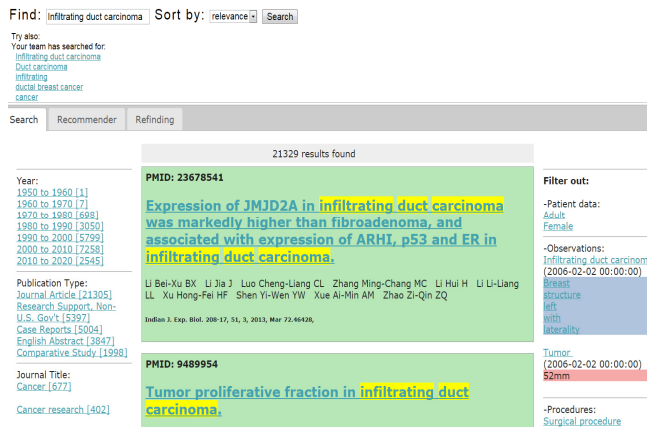 Find: Infiltrating duct carcinoma Sort by: relevance Search
Try also:
Your team has searched for:
Infiltrating duct carcinoma
Duct carcinoma
infiltrating
ductal breast cancer
cancer
Search Recommender Refinding
21329 results found
Year:
1950 to 1960 [1]
1960 to 1970 [7]
1970 to 1980 [698]
1980 to 1990 [3050]
1990 to 2000 [5799]
2000 to 2010 [7258]
2010 to 2020 [2545]
Publication Type:
Journal Article [21305]
Research Support, Non-
U.S. Gov't [5397]
Case Reports [5004]
English Abstract [3847]
Comparative Study [1998]
Journal Title:
Cancer [677]
Cancer research [402]
PMID: 23678541
Expression of JMJD2A in infiltrating duct carcinoma
was markedly higher than fibroadenoma, and
associated with expression of ARHI, p53 and ER in
infiltrating duct carcinoma.
Li Bei-Xu BX Li Jia J Luo Cheng-Liang CL Zhang Ming-Chang MC Li Hui H Li Li-Liang
LL Xu Hong-Fei HF Shen Yi-Wen YW Xue Ai-Min AM Zhao Zi-Qin ZQ
Indian J. Exp. Biol. 208-17, 51, 3, 2013, Mar 72.46428,
PMID: 9489954
Tumor proliferative fraction in infiltrating duct
carcinoma.
Filter out:
-Patient data:
Adult
Female
-Observations:
Infiltrating duct carcinom
(2006-02-02 00:00:00)
Breast
structure
left
with
laterality
Tumor
(2006-02-02 00:00:00)
52mm
-Procedures:
Surgical procedure